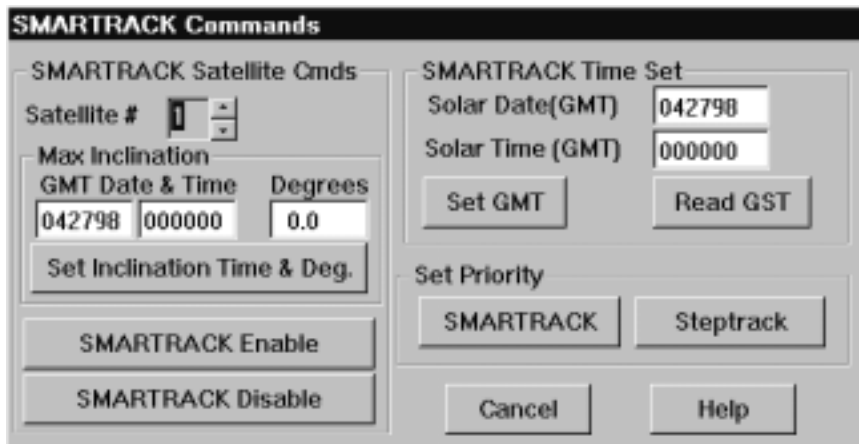 SMARTRACK Commands
SMARTRACK Satellite Cmds
Satellite # 1
Max Inclination
GMT Date & Time Degrees
042798 000000 0.0
Set Inclination Time & Deg.
SMARTRACK Enable
SMARTRACK Disable
SMARTRACK Time Set
Solar Date(GMT) 042798
Solar Time (GMT) 000000
Set GMT Read GST
Set Priority
SMARTRACK Steptrack
Cancel Help